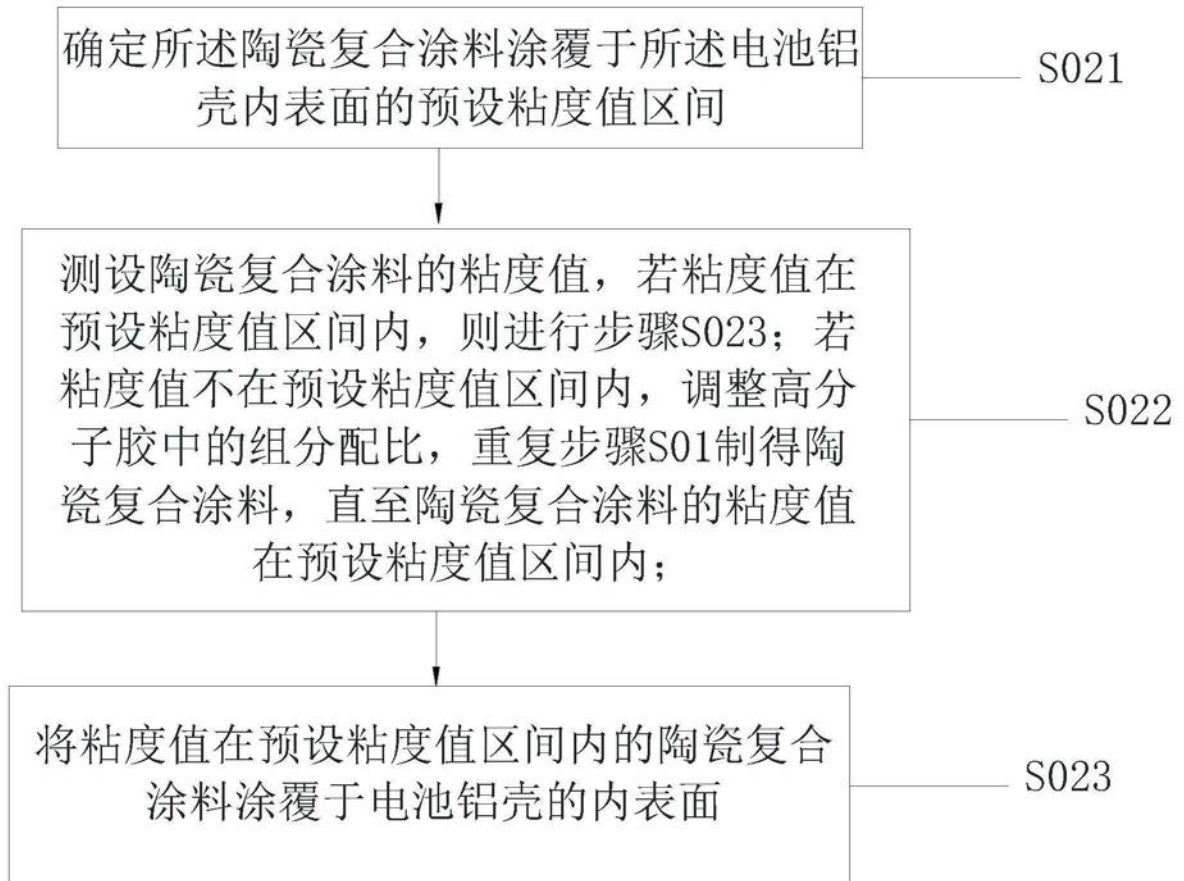 确定所述陶瓷复合涂料涂覆于所述电池铝
壳内表面的预设粘度值区间
S021
测设陶瓷复合涂料的粘度值，若粘度值在
预设粘度值区间内，则进行步骤S023；若
粘度值不在预设粘度值区间内，调整高分
子胶中的组分配比，重复步骤S01制得陶
瓷复合涂料，直至陶瓷复合涂料的粘度值
在预设粘度值区间内；
S022
将粘度值在预设粘度值区间内的陶瓷复合
涂料涂覆于电池铝壳的内表面
S023